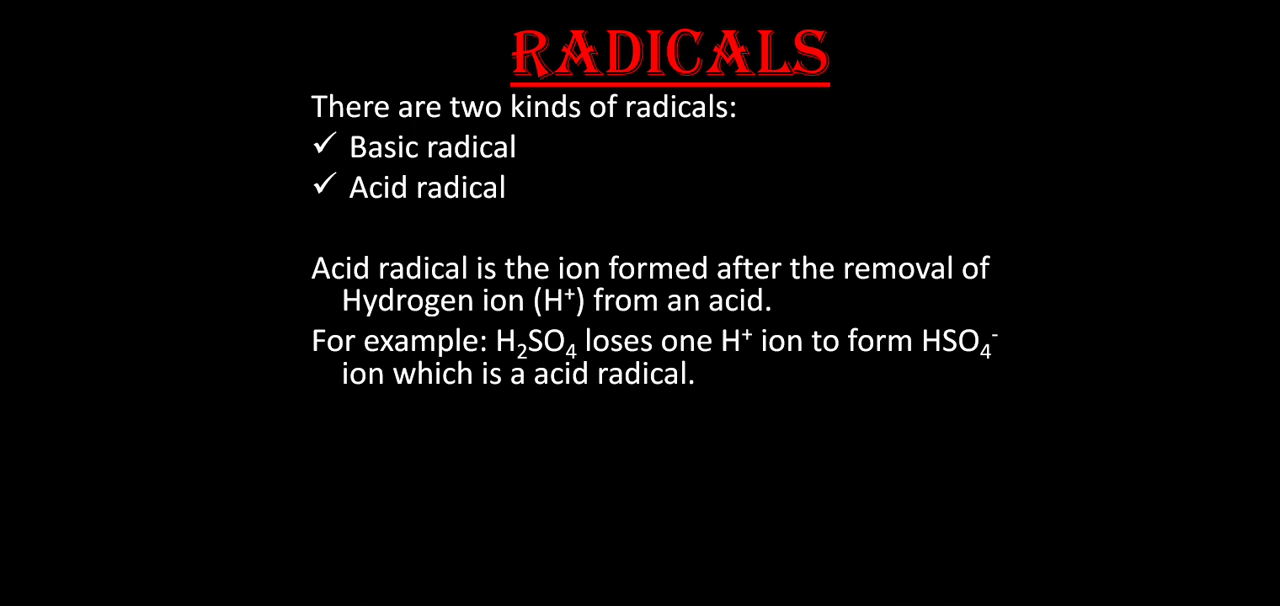 RADICALS
There are two kinds of radicals:
✓ Basic radical
✓ Acid radical
Acid radical is the ion formed after the removal of
Hydrogen ion (H⁺) from an acid.
For example: H₂SO₄ loses one H⁺ ion to form HSO₄⁻
ion which is a acid radical.